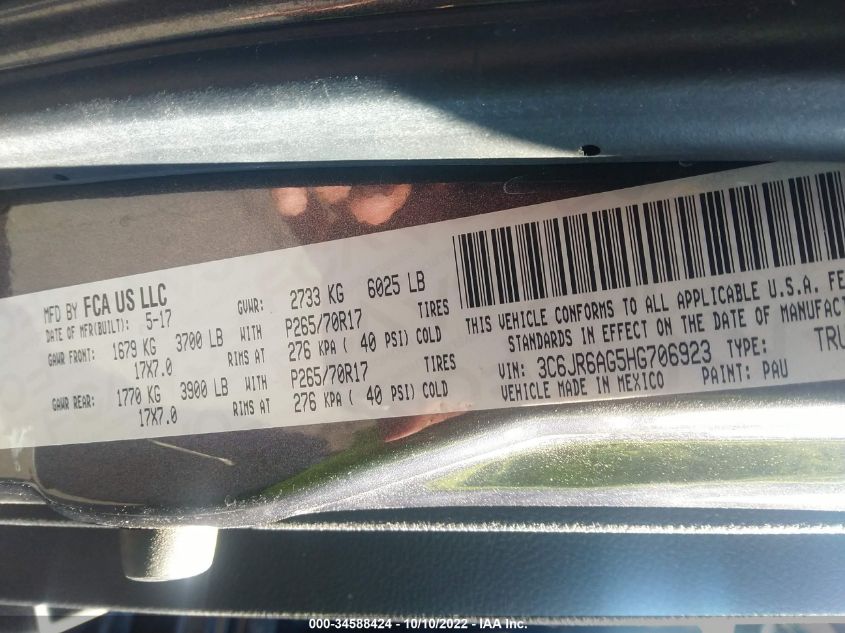 MFD BY FCA US LLC
DATE OF MFR(BUILT): 5-17
GVWR: 2733 KG 6025 LB
GAWR FRONT: 1679 KG 3700 LB WITH P265/70R17 TIRES
17X7.0 RIMS AT 276 KPA ( 40 PSI) COLD
GAWR REAR: 1770 KG 3900 LB WITH P265/70R17 TIRES
17X7.0 RIMS AT 276 KPA ( 40 PSI) COLD
THIS VEHICLE CONFORMS TO ALL APPLICABLE U.S.A. FE
STANDARDS IN EFFECT ON THE DATE OF MANUFACT
VIN: 3C6JR6AG5HG706923 TYPE: TRU
VEHICLE MADE IN MEXICO PAINT: PAU
000-34588424 - 10/10/2022 - IAA Inc.